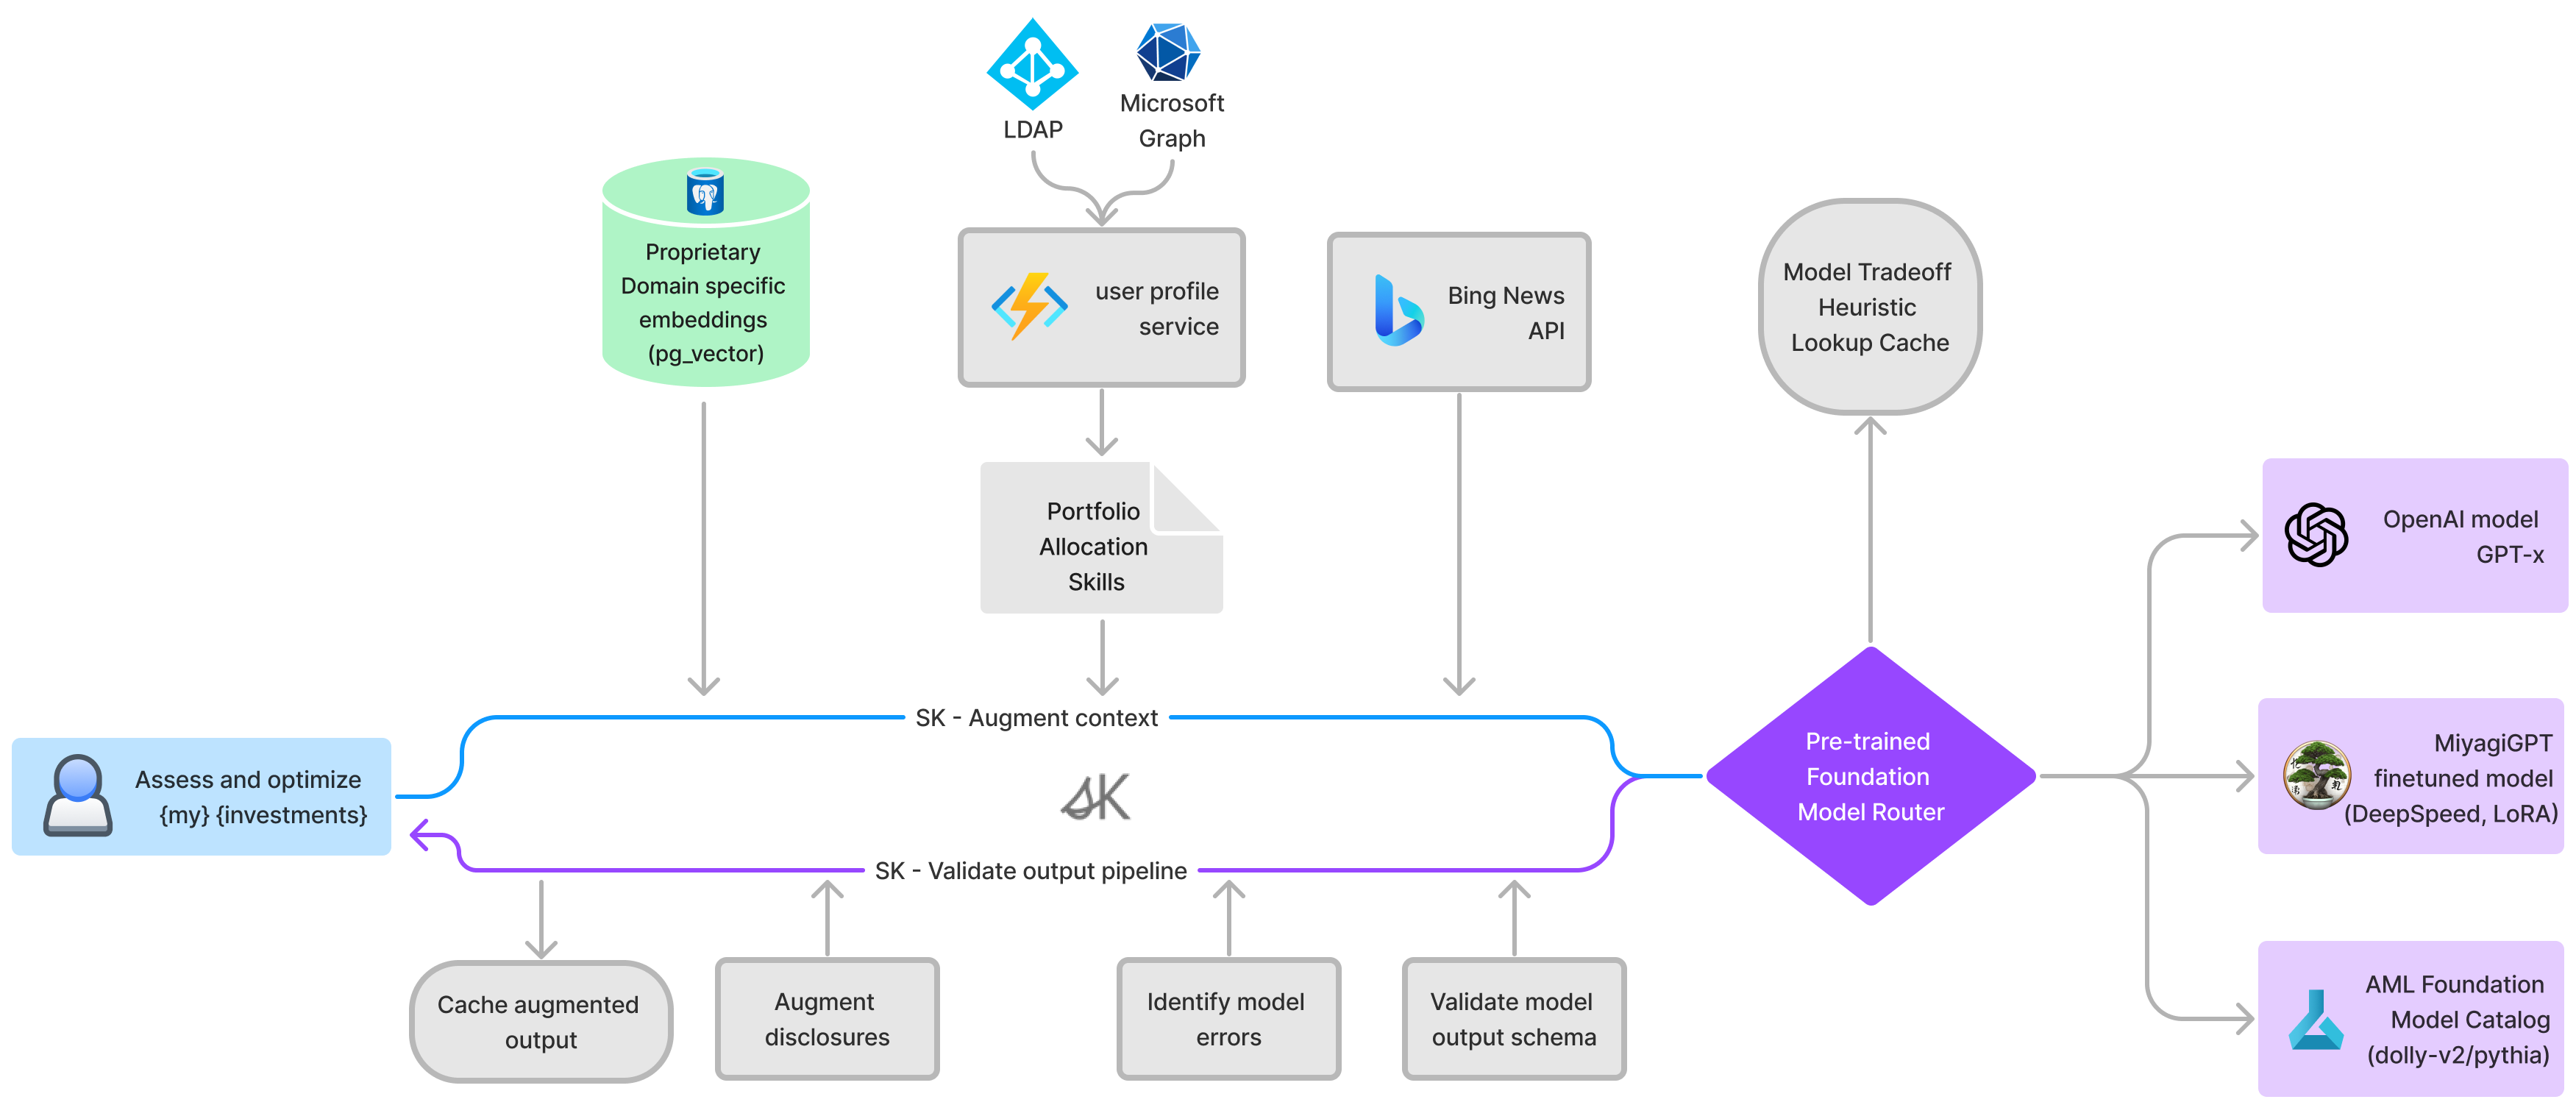 LDAP
Microsoft
Graph
Proprietary
Domain specific
embeddings
(pg_vector)
user profile
service
Bing News
API
Model Tradeoff
Heuristic
Lookup Cache
Portfolio
Allocation
Skills
OpenAI model
GPT-x
SK - Augment context
Assess and optimize
{my} {investments}
SK
Pre-trained
Foundation
Model Router
MiyagiGPT
finetuned model
(DeepSpeed, LoRA)
SK - Validate output pipeline
Cache augmented
output
Augment
disclosures
Identify model
errors
Validate model
output schema
AML Foundation
Model Catalog
(dolly-v2/pythia)